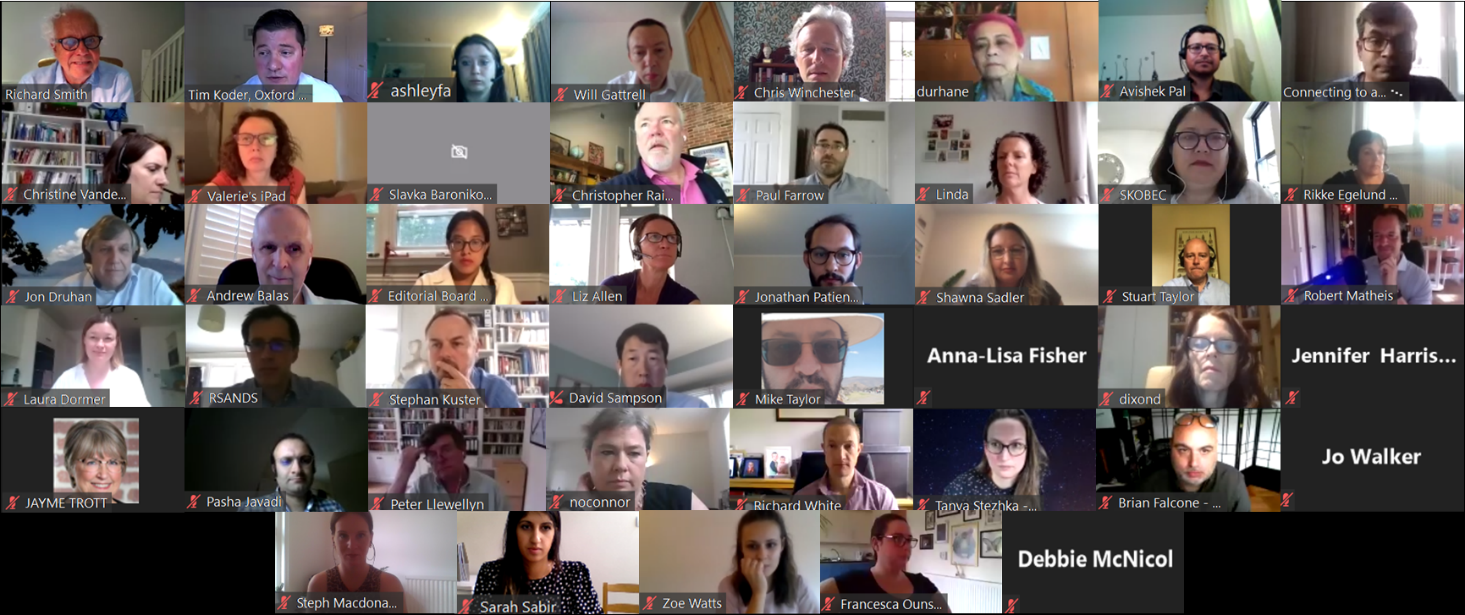 Richard Smith
Tim Koder, Oxford ...
ashleyfa
Will Gattrell
Chris Winchester
durhane
Avishek Pal
Connecting to a...
Christine Vande...
Valerie's iPad
Slavka Baroniko...
Christopher Rai...
Paul Farrow
Linda
SKOBEC
Rikke Egelund ...
Jon Druhan
Andrew Balas
Editorial Board ...
Liz Allen
Jonathan Patien...
Shawna Sadler
Stuart Taylor
Robert Matheis
Laura Dormer
RSANDS
Stephan Kuster
David Sampson
Mike Taylor
Anna-Lisa Fisher
dixond
Jennifer Harris...
JAYME TROTT
Pasha Javadi
Peter Llewellyn
noconnor
Richard White
Tanya Stezhka -...
Brian Falcone - ...
Jo Walker
Steph Macdona...
Sarah Sabir
Zoe Watts
Francesca Ouns...
Debbie McNicol